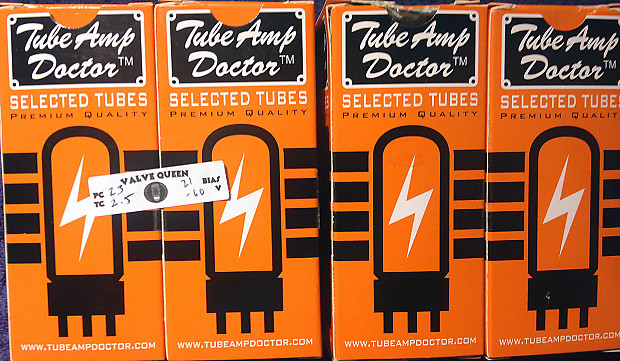 Tube Amp
Doctor™
SELECTED TUBES
PREMIUM QUALITY
WWW.TUBEAMPDOCTOR.COM
Tube Amp
Doctor™
SELECTED TUBES
PREMIUM QUALITY
WWW.TUBEAMPDOCTOR.COM
VALVE QUEEN
PC 23 21 BIAS
TC 2.5 -60 V
Tube Amp
Doctor™
SELECTED TUBES
PREMIUM QUALITY
WWW.TUBEAMPDOCTOR.COM
Tube Amp
Doctor™
SELECTED TUBES
PREMIUM QUALITY
WWW.TUBEAMPDOCTOR.COM